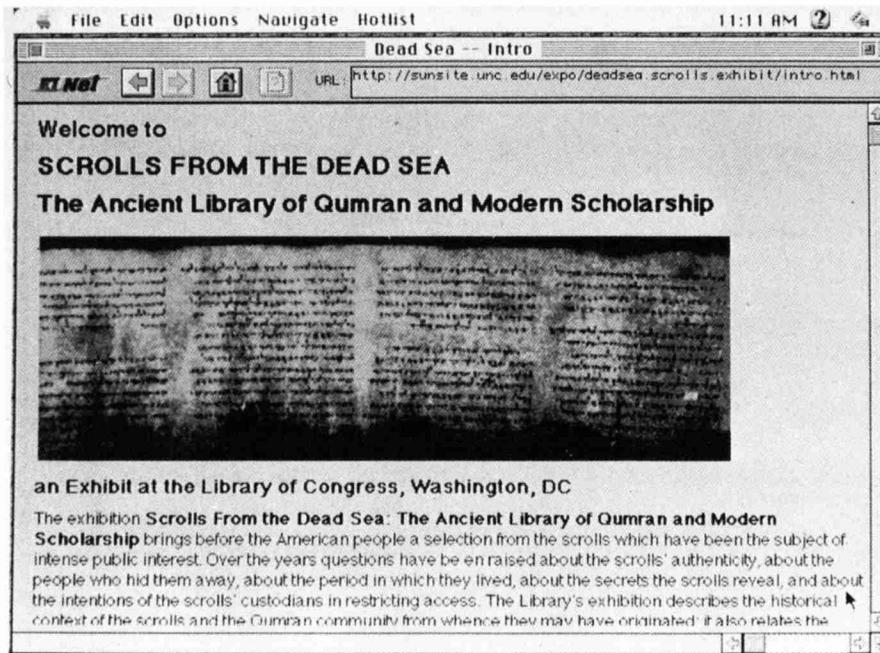 File Edit Options Navigate Hotlist 11:11 AM
Dead Sea -- Intro
EINet URL: http://sunsite.unc.edu/expo/deadsea.scrolls.exhibit/intro.html
Welcome to
SCROLLS FROM THE DEAD SEA
The Ancient Library of Qumran and Modern Scholarship
an Exhibit at the Library of Congress, Washington, DC
The exhibition Scrolls From the Dead Sea: The Ancient Library of Qumran and Modern
Scholarship brings before the American people a selection from the scrolls which have been the subject of
intense public interest. Over the years questions have be en raised about the scrolls' authenticity, about the
people who hid them away, about the period in which they lived, about the secrets the scrolls reveal, and about
the intentions of the scrolls' custodians in restricting access. The Library's exhibition describes the historical
context of the scrolls and the Qumran community from whence they may have originated; it also relates the